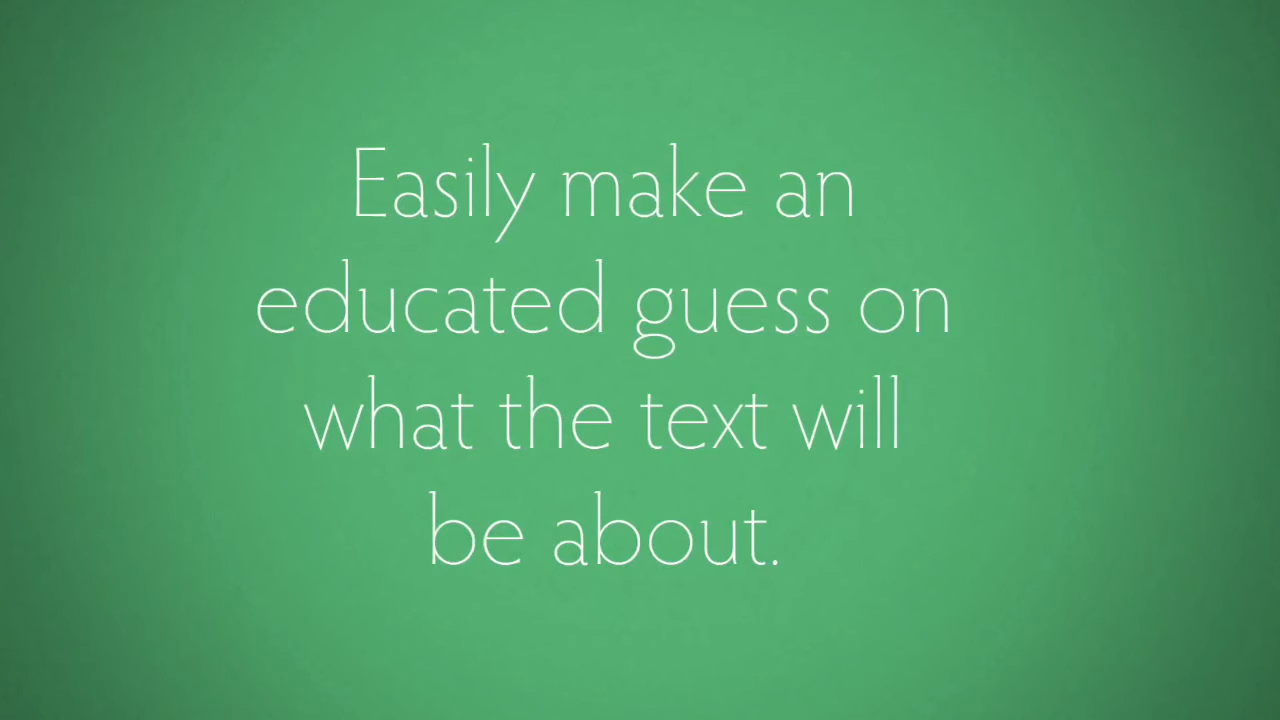 Easily make an
educated guess on
what the text will
be about.